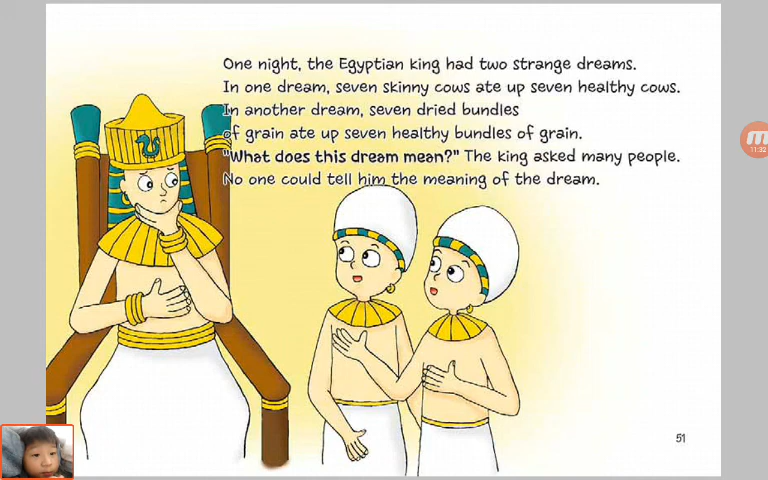 One night, the Egyptian king had two strange dreams.
In one dream, seven skinny cows ate up seven healthy cows.
In another dream, seven dried bundles
of grain ate up seven healthy bundles of grain.
"What does this dream mean?" The king asked many people.
No one could tell him the meaning of the dream.
M
11:32
51